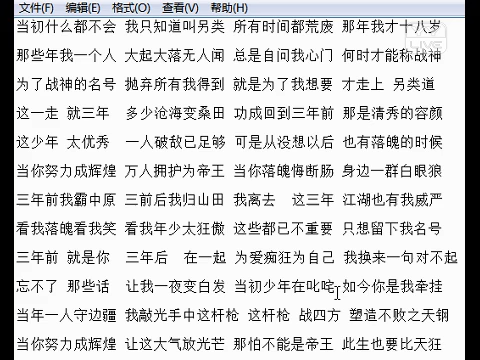 文件(F) 编辑(E) 格式(O) 查看(V) 帮助(H)
当初什么都不会 我只知道叫另类 所有时间都荒废 那年我才十八岁
那些年我一个人 大起大落无人闻 总是自问我心门 何时才能称战神
为了战神的名号 抛弃所有我得到 就是为了我想要 才走上 另类道
这一走 就三年 多少沧海变桑田 功成回到三年前 那是清秀的容颜
这少年 太优秀 一人破敌已足够 可是从没想以后 也有落魄的时候
当你努力成辉煌 万人拥护为帝王 当你落魄悔断肠 身边一群白眼狼
三年前我霸中原 三前后我归山田 我离去 这三年 江湖也有我威严
看我落魄看我笑 看我年少太狂傲 这些都已不重要 只想留下我名号
三年前 就是你 三年后 在一起 为爱痴狂为自己 我换来一句对不起
忘不了 那些话 让我一夜变白发 当初少年在叱咤 如今你是我牵挂
当年一人守边疆 我敲光手中这杆枪 这杆枪 战四方 塑造不败之天钢
当你努力成辉煌 让这大气放光芒 那怕不能是帝王 此生也要比天狂